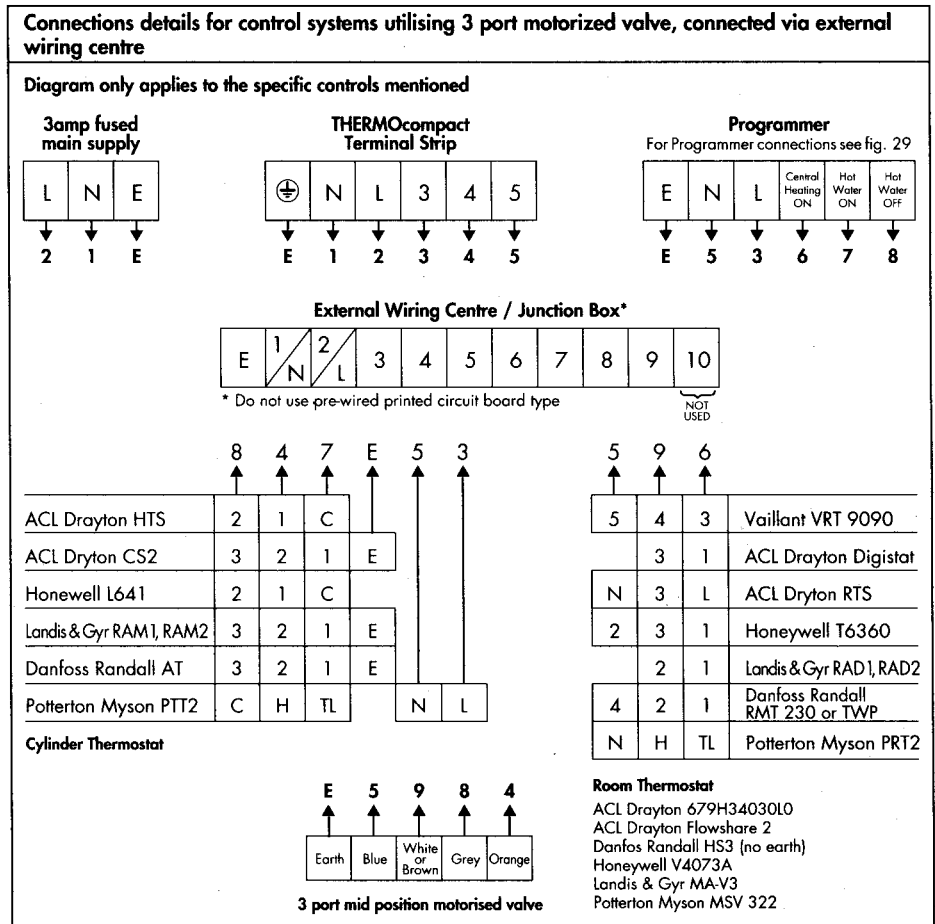 Connections details for control systems utilising 3 port motorized valve, connected via external
wiring centre
Diagram only applies to the specific controls mentioned
3amp fused
main supply
L N E
2 1 E
THERMOcompact
Terminal Strip
N L 3 4 5
E 1 2 3 4 5
Programmer
For Programmer connections see fig. 29
E N L Central Heating ON Hot Water ON Hot Water OFF
E 5 3 6 7 8
External Wiring Centre / Junction Box*
E 1/N 2/L 3 4 5 6 7 8 9 10
* Do not use pre-wired printed circuit board type
NOT
USED
8 4 7 E 5 3
ACL Drayton HTS 2 1 C
ACL Dryton CS2 3 2 1 E
Honewell L641 2 1 C
Landis & Gyr RAM1, RAM2 3 2 1 E
Danfoss Randall AT 3 2 1 E
Potterton Myson PTT2 C H TL N L
Cylinder Thermostat
5 9 6
5 4 3 Vaillant VRT 9090
3 1 ACL Drayton Digistat
N 3 L ACL Dryton RTS
2 3 1 Honeywell T6360
2 1 Landis & Gyr RAD1, RAD2
4 2 1 Danfoss Randall
RMT 230 or TWP
N H TL Potterton Myson PRT2
Room Thermostat
ACL Drayton 679H34030L0
ACL Drayton Flowshare 2
Danfos Randall HS3 (no earth)
Honeywell V4073A
Landis & Gyr MA-V3
Potterton Myson MSV 322
E 5 9 8 4
Earth Blue White or Brown Grey Orange
3 port mid position motorised valve